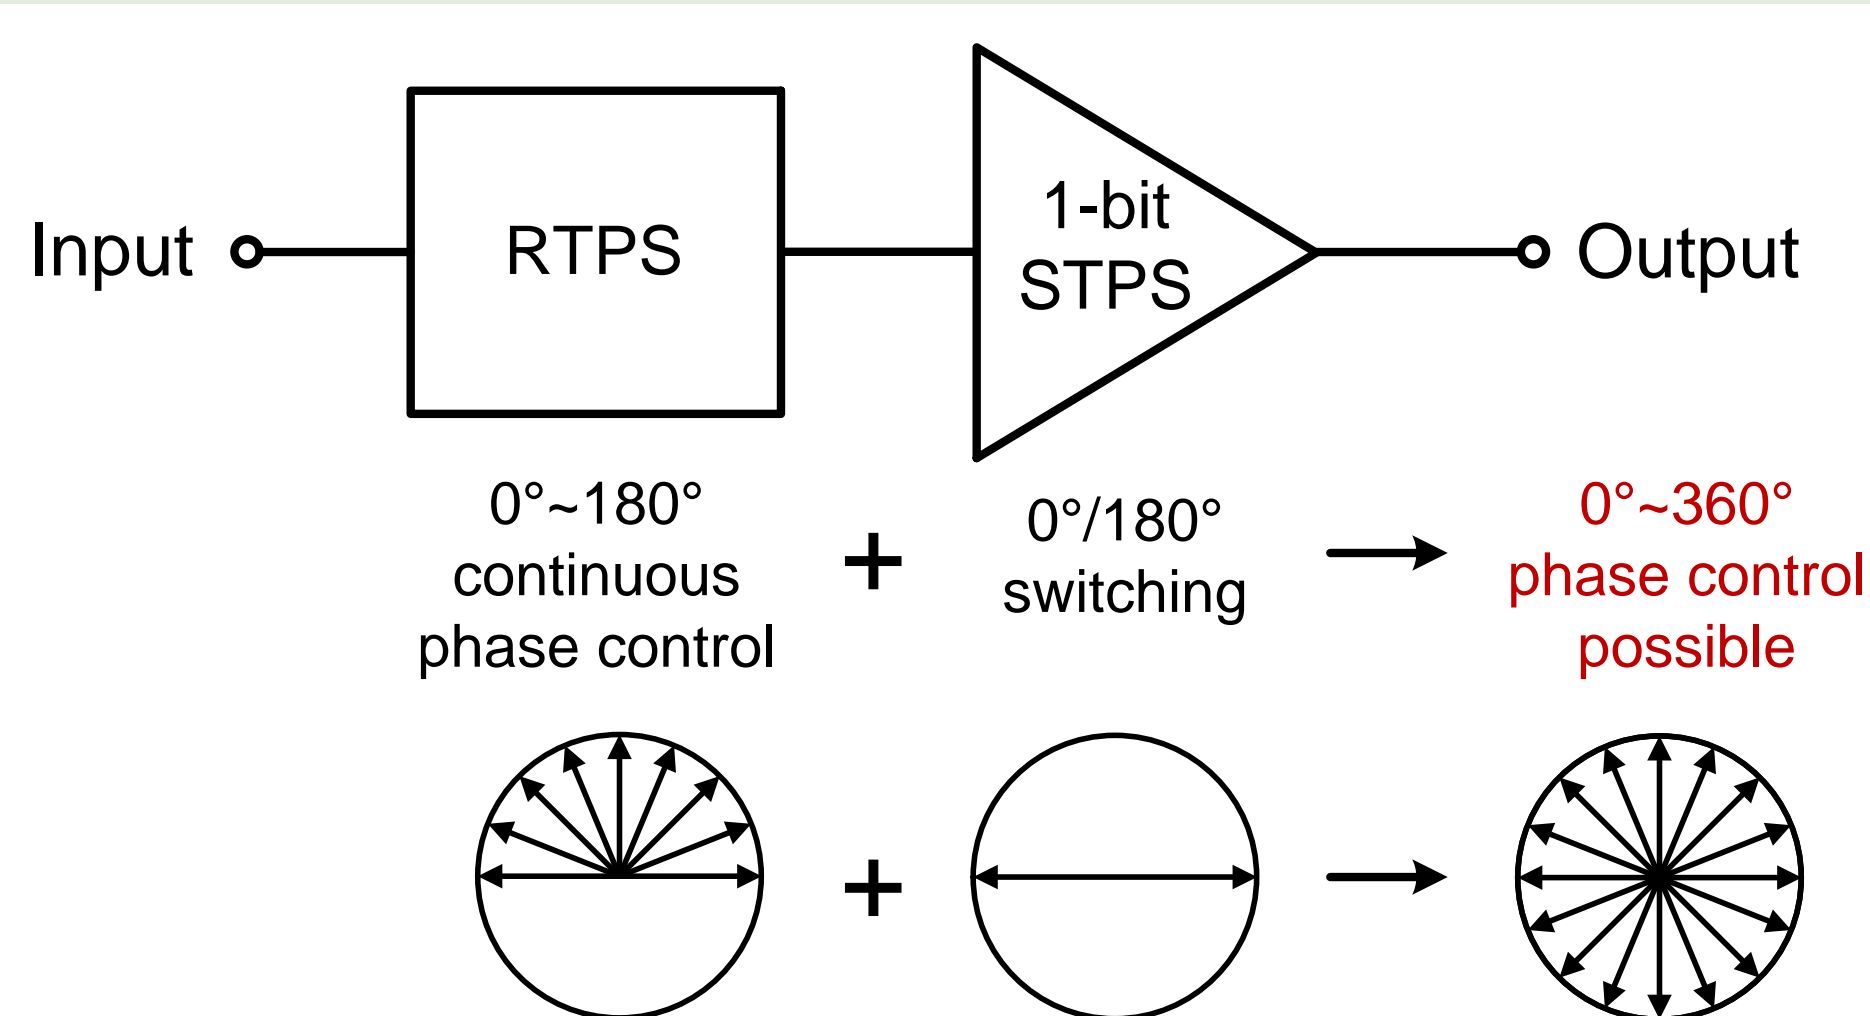 Input
RTPS
1-bit
STPS
Output
0°~180°
continuous
phase control
+
0°/180°
switching
0°~360°
phase control
possible
+